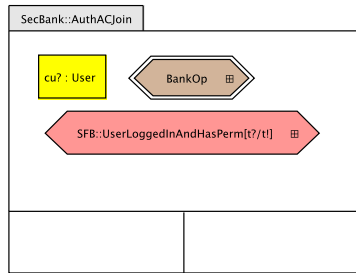 SecBank::AuthACJoin
cu? : User
BankOp
SFB::UserLoggedInAndHasPerm[t?/t!]